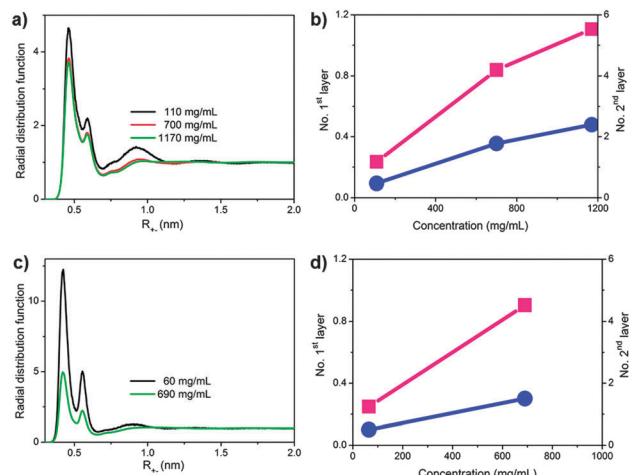 a)
Radial distribution function
4
2
0
110 mg/mL
700 mg/mL
1170 mg/mL
0.5 1.0 1.5 2.0
R+- (nm)
b)
No. 1st layer
1.2
0.8
0.4
0.0
6
4
2
0
No. 2nd layer
0 400 800 1200
Concentration (mg/mL)
c)
Radial distribution function
10
5
0
60 mg/mL
690 mg/mL
0.5 1.0 1.5 2.0
R+- (nm)
d)
No. 1st layer
1.2
0.8
0.4
0.0
6
4
2
0
No. 2nd layer
0 200 400 600 800 1000
Concentration (mg/mL)